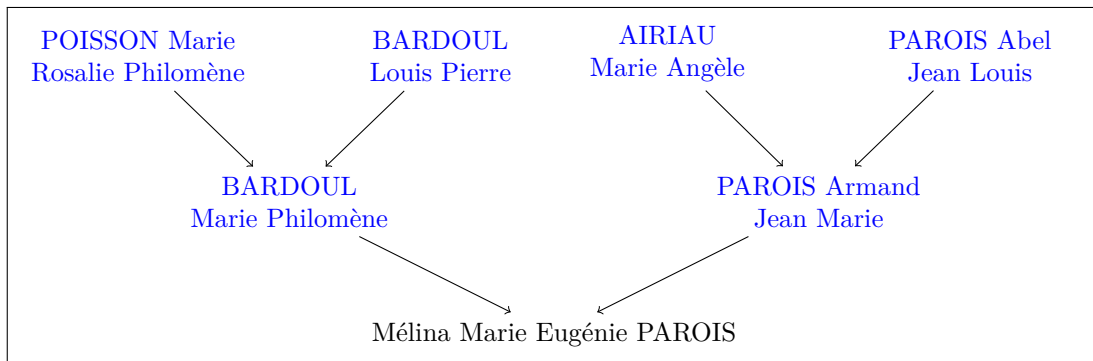 POISSON Marie
Rosalie Philomène
BARDOUL
Louis Pierre
AIRIAU
Marie Angèle
PAROIS Abel
Jean Louis
BARDOUL
Marie Philomène
PAROIS Armand
Jean Marie
Mélina Marie Eugénie PAROIS